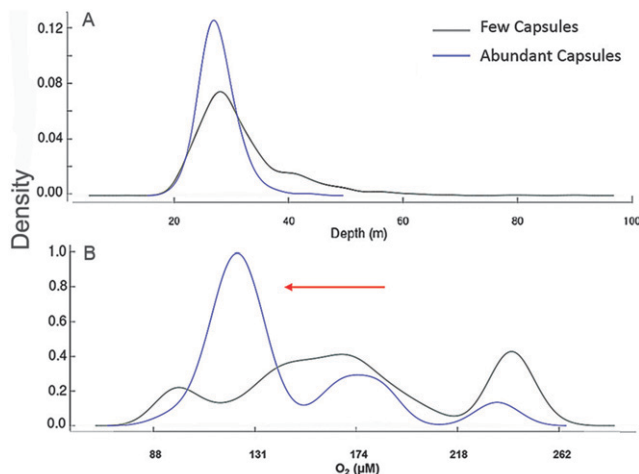 A
Few Capsules
Abundant Capsules
0.12
0.08
0.04
0.00
20 40 60 80 100
Depth (m)
Density
B
1.0
0.8
0.6
0.4
0.2
0.0
88 131 174 218 262
O₂ (µM)